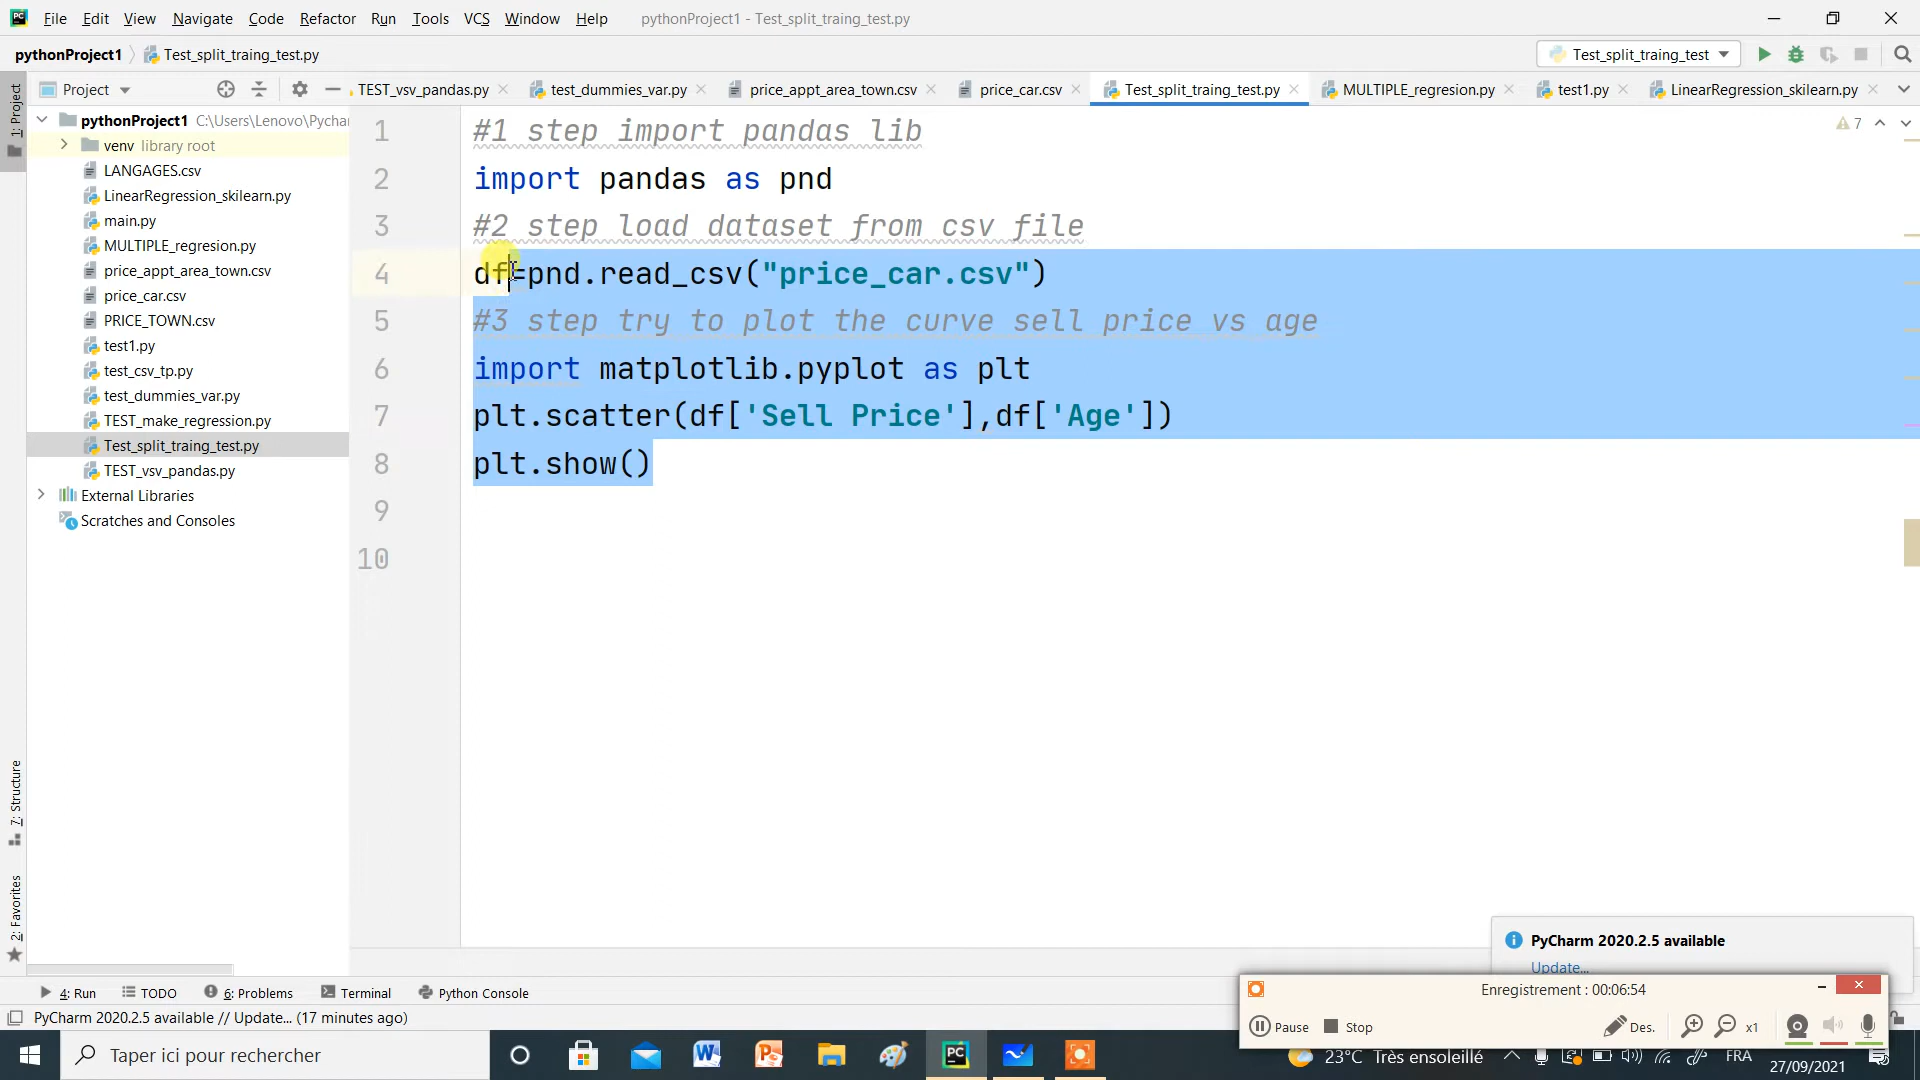 File Edit View Navigate Code Refactor Run Tools VCS Window Help pythonProject1 - Test_split_traing_test.py
pythonProject1 Test_split_traing_test.py Test_split_traing_test
1: Project
Project TEST_vsv_pandas.py test_dummies_var.py price_appt_area_town.csv price_car.csv Test_split_traing_test.py MULTIPLE_regresion.py test1.py LinearRegression_skilearn.py
pythonProject1 C:\Users\Lenovo\Pychar
venv library root
LANGAGES.csv
LinearRegression_skilearn.py
main.py
MULTIPLE_regresion.py
price_appt_area_town.csv
price_car.csv
PRICE_TOWN.csv
test1.py
test_csv_tp.py
test_dummies_var.py
TEST_make_regression.py
Test_split_traing_test.py
TEST_vsv_pandas.py
External Libraries
Scratches and Consoles
7
1 #1 step import pandas lib
2 import pandas as pnd
3 #2 step load dataset from csv file
4 df=pnd.read_csv("price_car.csv")
5 #3 step try to plot the curve sell price vs age
6 import matplotlib.pyplot as plt
7 plt.scatter(df['Sell Price'],df['Age'])
8 plt.show()
9
10
7: Structure
2: Favorites
PyCharm 2020.2.5 available
Update...
4: Run TODO 6: Problems Terminal Python Console
PyCharm 2020.2.5 available // Update... (17 minutes ago)
Enregistrement : 00:06:54
Pause Stop Des. x1
Taper ici pour rechercher
23°C Très ensoleillé FRA
27/09/2021